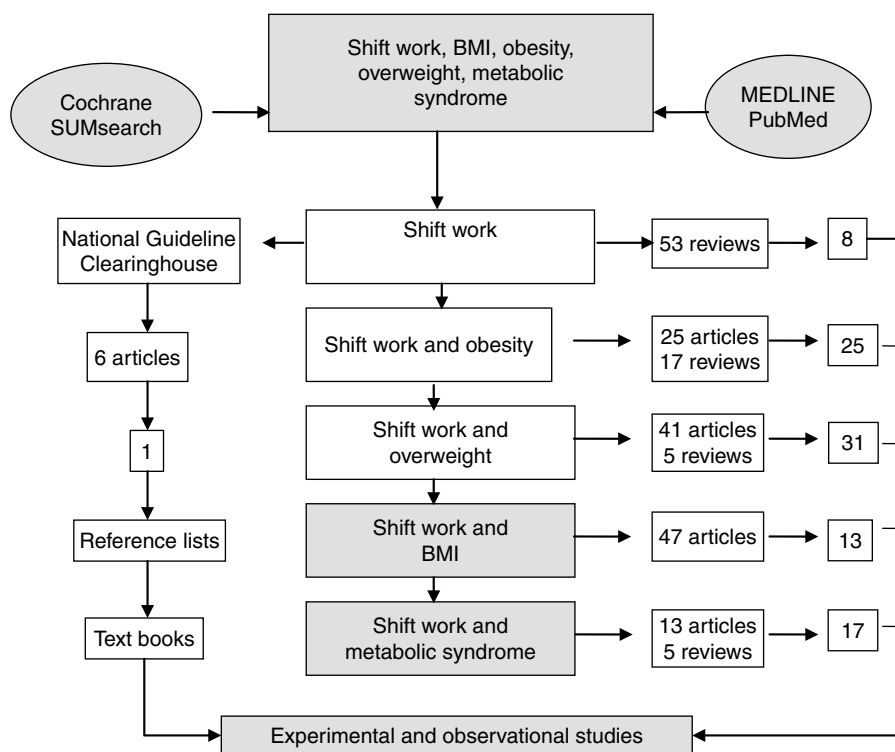 Shift work, BMI, obesity,
overweight, metabolic
syndrome
Cochrane
SUMsearch
MEDLINE
PubMed
National Guideline
Clearinghouse
Shift work
53 reviews
8
6 articles
Shift work and obesity
25 articles
17 reviews
25
1
Shift work and
overweight
41 articles
5 reviews
31
Reference lists
Shift work and
BMI
47 articles
13
Text books
Shift work and
metabolic syndrome
13 articles
5 reviews
17
Experimental and observational studies